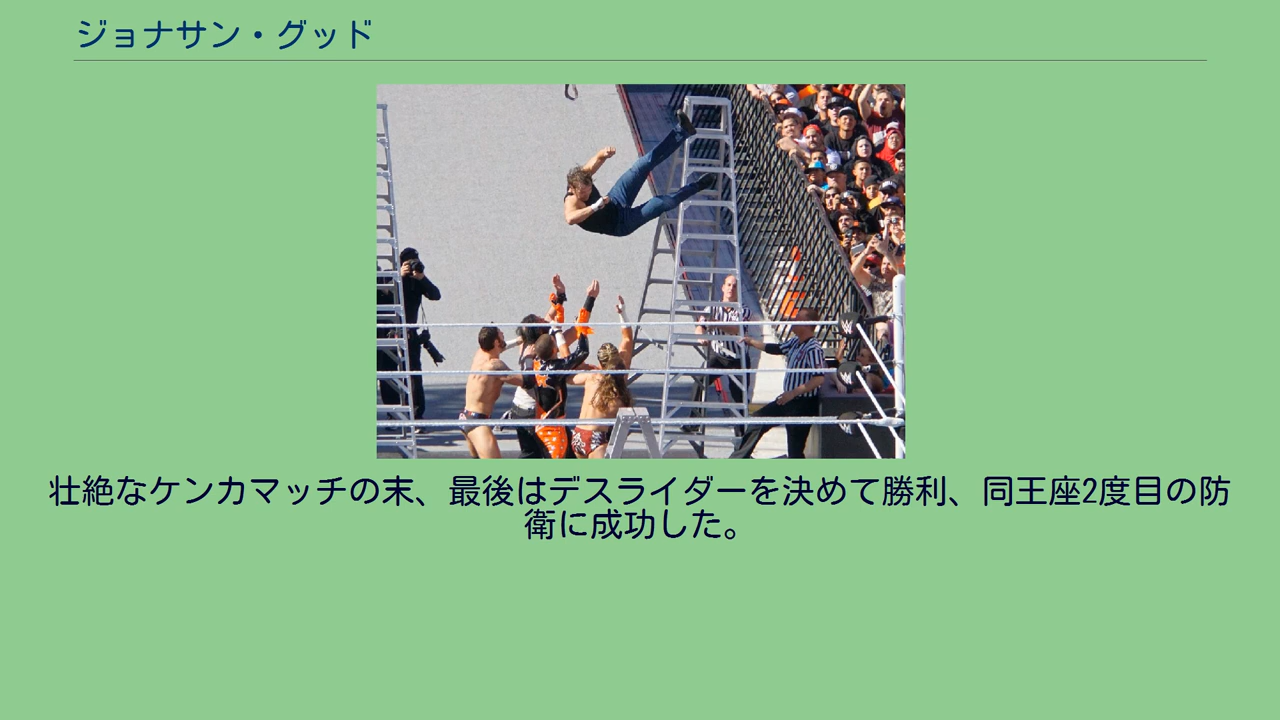 ジョナサン・グッド
壮絶なケンカマッチの末、最後はデスライダーを決めて勝利、同王座2度目の防
衛に成功した。